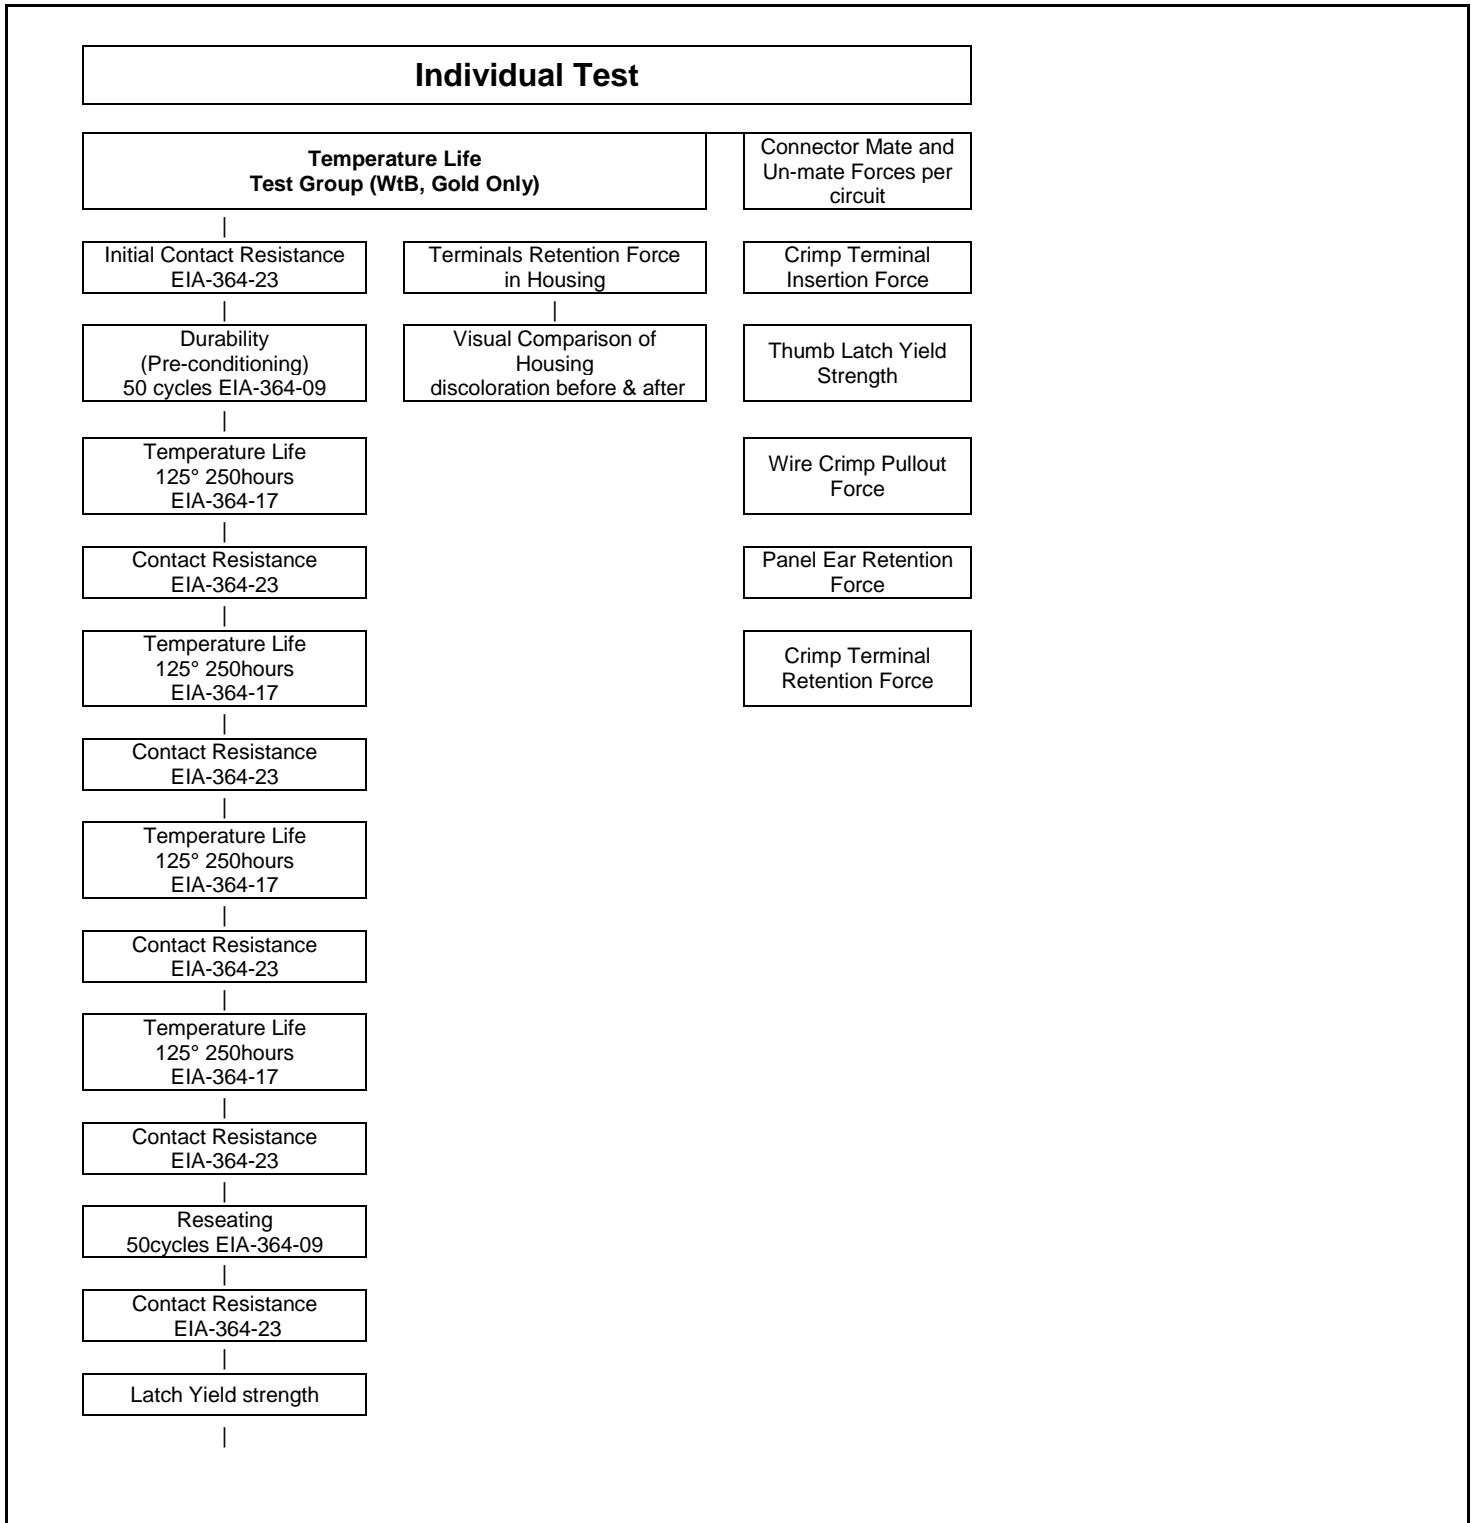 Individual Test
Temperature Life
Test Group (WtB, Gold Only)
Connector Mate and
Un-mate Forces per
circuit
Initial Contact Resistance
EIA-364-23
Terminals Retention Force
in Housing
Crimp Terminal
Insertion Force
Durability
(Pre-conditioning)
50 cycles EIA-364-09
Visual Comparison of
Housing
discoloration before & after
Thumb Latch Yield
Strength
Temperature Life
125° 250hours
EIA-364-17
Wire Crimp Pullout
Force
Contact Resistance
EIA-364-23
Panel Ear Retention
Force
Temperature Life
125° 250hours
EIA-364-17
Crimp Terminal
Retention Force
Contact Resistance
EIA-364-23
Temperature Life
125° 250hours
EIA-364-17
Contact Resistance
EIA-364-23
Temperature Life
125° 250hours
EIA-364-17
Contact Resistance
EIA-364-23
Reseating
50cycles EIA-364-09
Contact Resistance
EIA-364-23
Latch Yield strength